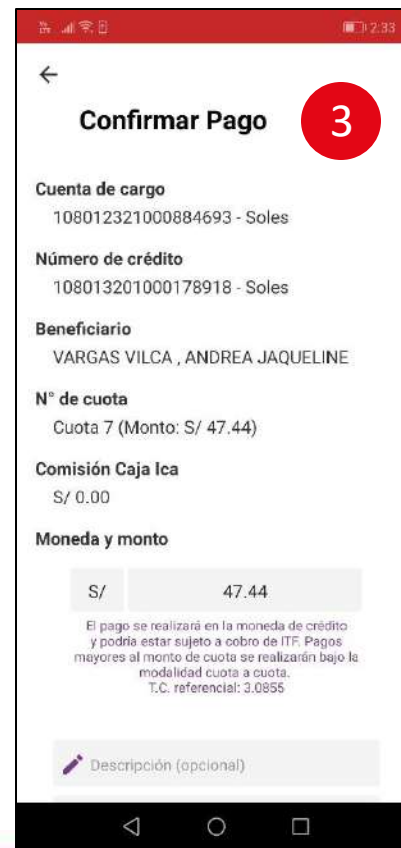 2:33
Confirmar Pago
3
Cuenta de cargo
108012321000884693 - Soles
Número de crédito
108013201000178918 - Soles
Beneficiario
VARGAS VILCA , ANDREA JAQUELINE
N° de cuota
Cuota 7 (Monto: S/ 47.44)
Comisión Caja Ica
S/ 0.00
Moneda y monto
S/ 47.44
El pago se realizará en la moneda de crédito
y podría estar sujeto a cobro de ITF. Pagos
mayores al monto de cuota se realizarán bajo la
modalidad cuota a cuota.
T.C. referencial: 3.0855
Descripción (opcional)